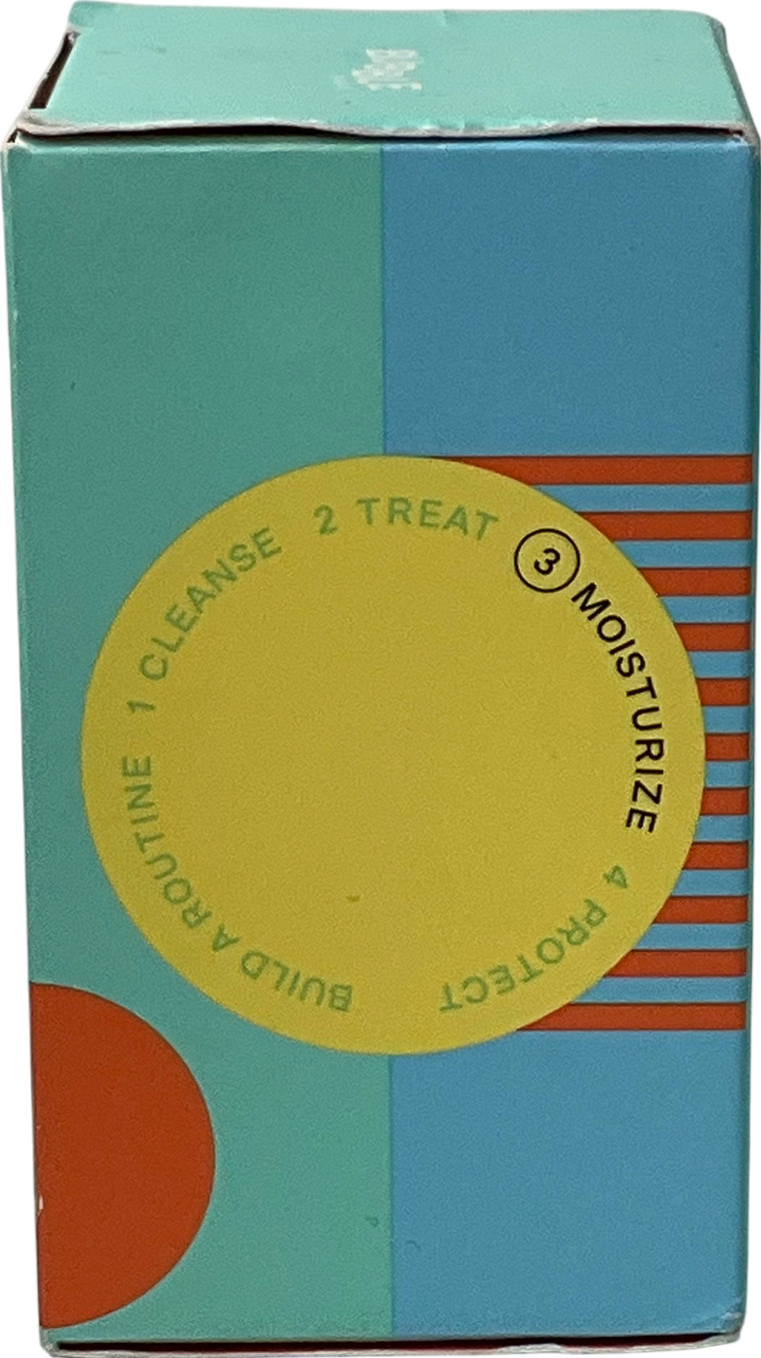 BUILD A ROUTINE
1 CLEANSE
2 TREAT
3 MOISTURIZE
4 PROTECT